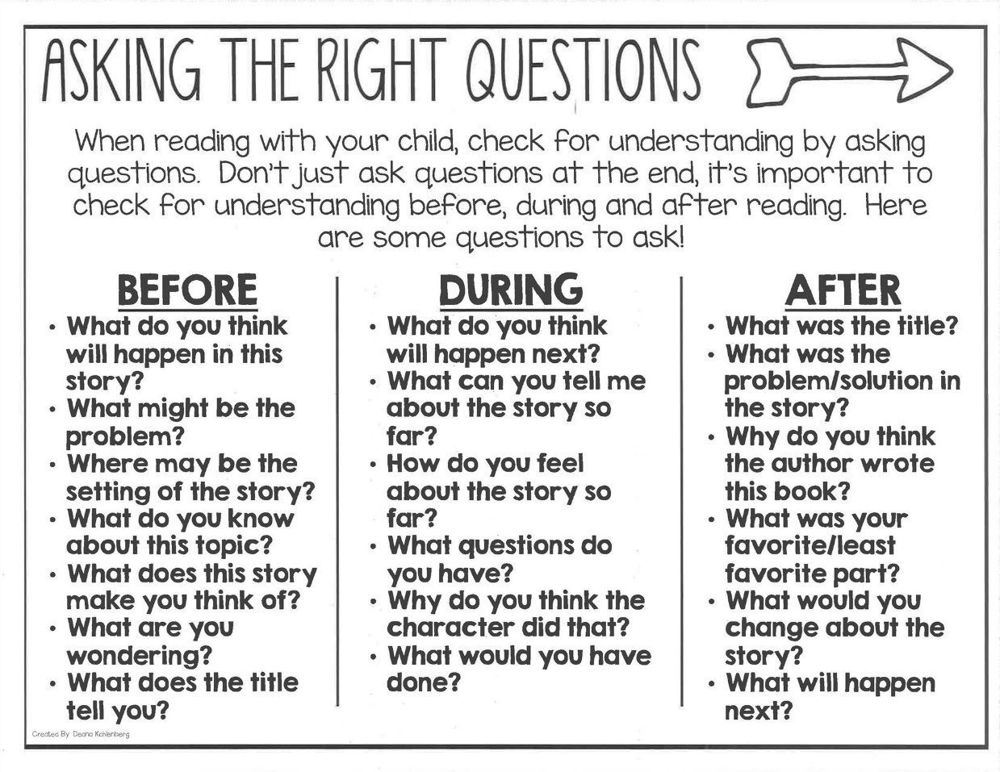 ASKING THE RIGHT QUESTIONS
When reading with your child, check for understanding by asking
questions. Don't just ask questions at the end, it's important to
check for understanding before, during and after reading. Here
are some questions to ask!
BEFORE
• What do you think
will happen in this
story?
• What might be the
problem?
• Where may be the
setting of the story?
• What do you know
about this topic?
• What does this story
make you think of?
• What are you
wondering?
• What does the title
tell you?
DURING
• What do you think
will happen next?
• What can you tell me
about the story so
far?
• How do you feel
about the story so
far?
• What questions do
you have?
• Why do you think the
character did that?
• What would you have
done?
AFTER
• What was the title?
• What was the
problem/solution in
the story?
• Why do you think
the author wrote
this book?
• What was your
favorite/least
favorite part?
• What would you
change about the
story?
• What will happen
next?
Created By Deana Kahlenberg